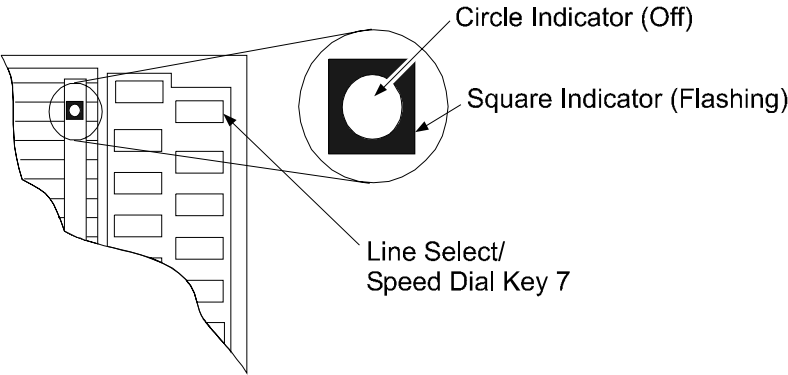 Circle Indicator (Off)
Square Indicator (Flashing)
Line Select/
Speed Dial Key 7